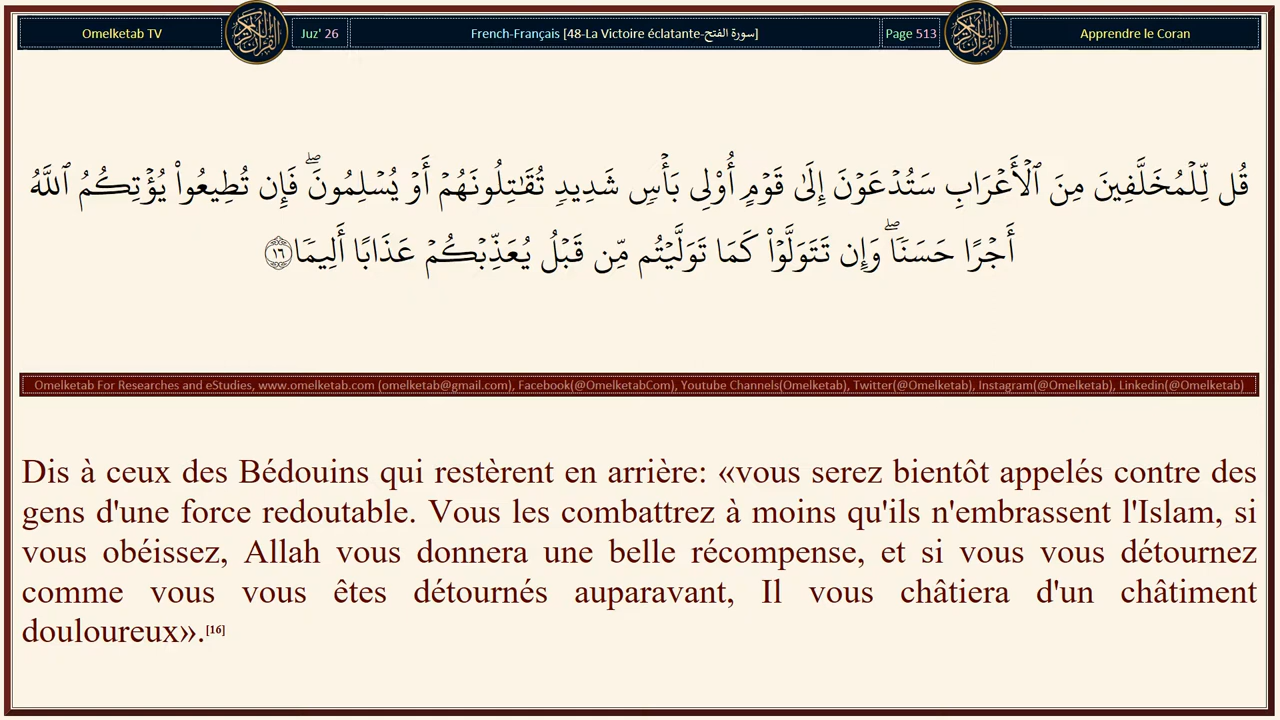 Omelketab TV
Juz' 26
French-Français [48-La Victoire éclatante-سورة الفتح]
Page 513
Apprendre le Coran
قُل لِّلۡمُخَلَّفِينَ مِنَ ٱلۡأَعۡرَابِ سَتُدۡعَوۡنَ إِلَىٰ قَوۡمٍ أُوْلِي بَأۡسٖ شَدِيدٖ تُقَٰتِلُونَهُمۡ أَوۡ يُسۡلِمُونَۖ فَإِن تُطِيعُواْ يُؤۡتِكُمُ ٱللَّهُ
أَجۡرًا حَسَنٗاۖ وَإِن تَتَوَلَّوۡاْ كَمَا تَوَلَّيۡتُم مِّن قَبۡلُ يُعَذِّبۡكُمۡ عَذَابًا أَلِيمٗا ١٦
Omelketab For Researches and eStudies, www.omelketab.com (omelketab@gmail.com), Facebook(@OmelketabCom), Youtube Channels(Omelketab), Twitter(@Omelketab), Instagram(@Omelketab), Linkedin(@Omelketab)
Dis à ceux des Bédouins qui restèrent en arrière: «vous serez bientôt appelés contre des
gens d'une force redoutable. Vous les combattrez à moins qu'ils n'embrassent l'Islam, si
vous obéissez, Allah vous donnera une belle récompense, et si vous vous détournez
comme vous vous êtes détournés auparavant, Il vous châtiera d'un châtiment
douloureux».[16]